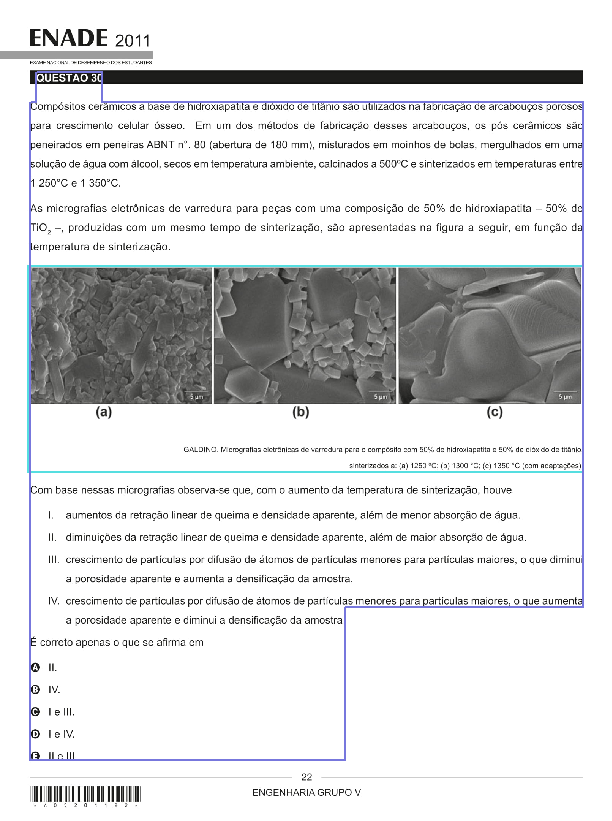 ENADE 2011
EXAME NACIONAL DE DESEMPENHO DOS ESTUDANTES
QUESTÃO 30
Compósitos cerâmicos à base de hidroxiapatita e dióxido de titânio são utilizados na fabricação de arcabouços porosos
para crescimento celular ósseo. Em um dos métodos de fabricação desses arcabouços, os pós cerâmicos são
peneirados em peneiras ABNT nº. 80 (abertura de 180 mm), misturados em moinhos de bolas, mergulhados em uma
solução de água com álcool, secos em temperatura ambiente, calcinados a 500ºC e sinterizados em temperaturas entre
1 250°C e 1 350°C.
As micrografias eletrônicas de varredura para peças com uma composição de 50% de hidroxiapatita – 50% de
TiO2 –, produzidas com um mesmo tempo de sinterização, são apresentadas na figura a seguir, em função da
temperatura de sinterização.
5 µm 5 µm 5 µm
(a) (b) (c)
GALDINO. Micrografias eletrônicas de varredura para o compósito com 50% de hidroxiapatita e 50% de dióxido de titânio,
sinterizados a: (a) 1250 ºC; (b) 1300 ºC; (c) 1350 ºC (com adaptações)
Com base nessas micrografias observa-se que, com o aumento da temperatura de sinterização, houve
I. aumentos da retração linear de queima e densidade aparente, além de menor absorção de água.
II. diminuições da retração linear de queima e densidade aparente, além de maior absorção de água.
III. crescimento de partículas por difusão de átomos de partículas menores para partículas maiores, o que diminui
a porosidade aparente e aumenta a densificação da amostra.
IV. crescimento de partículas por difusão de átomos de partículas menores para partículas maiores, o que aumenta
a porosidade aparente e diminui a densificação da amostra
É correto apenas o que se afirma em
A II.
B IV.
C I e III.
D I e IV.
E II e III
22
ENGENHARIA GRUPO V